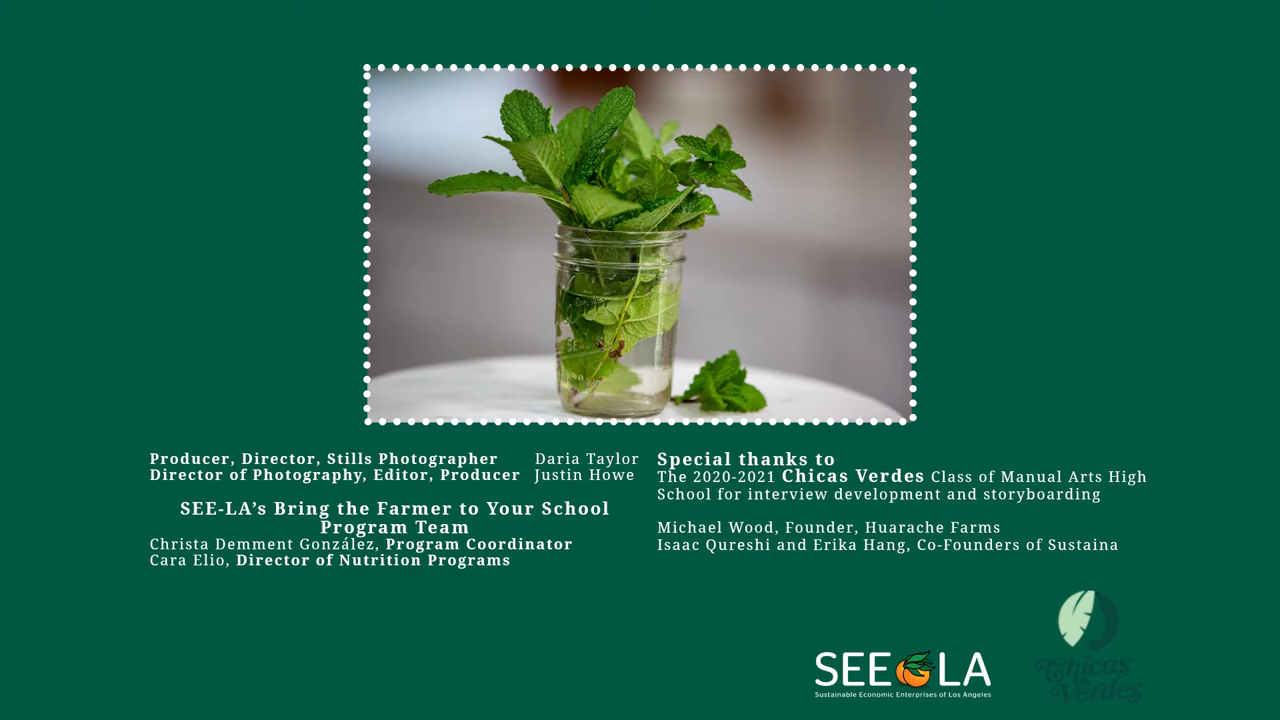 Producer, Director, Stills Photographer Daria Taylor
Director of Photography, Editor, Producer Justin Howe
SEE-LA’s Bring the Farmer to Your School
Program Team
Christa Demment González, Program Coordinator
Cara Elio, Director of Nutrition Programs
Special thanks to
The 2020-2021 Chicas Verdes Class of Manual Arts High
School for interview development and storyboarding
Michael Wood, Founder, Huarache Farms
Isaac Qureshi and Erika Hang, Co-Founders of Sustaina
SEE LA
Sustainable Economic Enterprises of Los Angeles
Chicas
Verdes